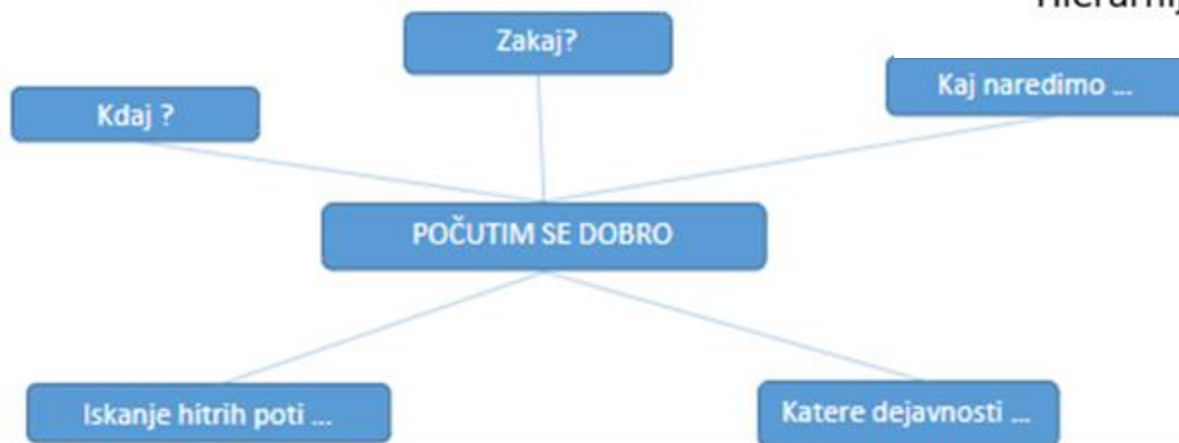 Zakaj?
Kaj naredimo ...
Kdaj ?
POČUTIM SE DOBRO
Iskanje hitrih poti ...
Katere dejavnosti ...